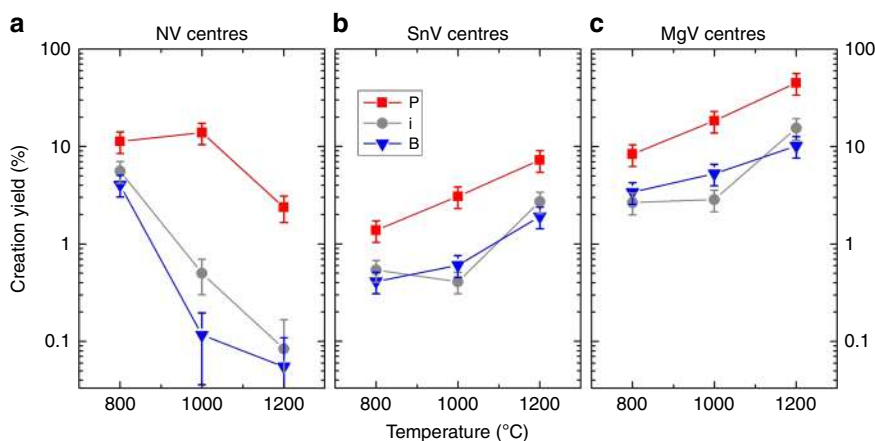 a NV centres
b SnV centres
c MgV centres
100
10
1
0.1
Creation yield (%)
P
i
B
100
10
1
0.1
800 1000 1200
800 1000 1200
800 1000 1200
Temperature (°C)